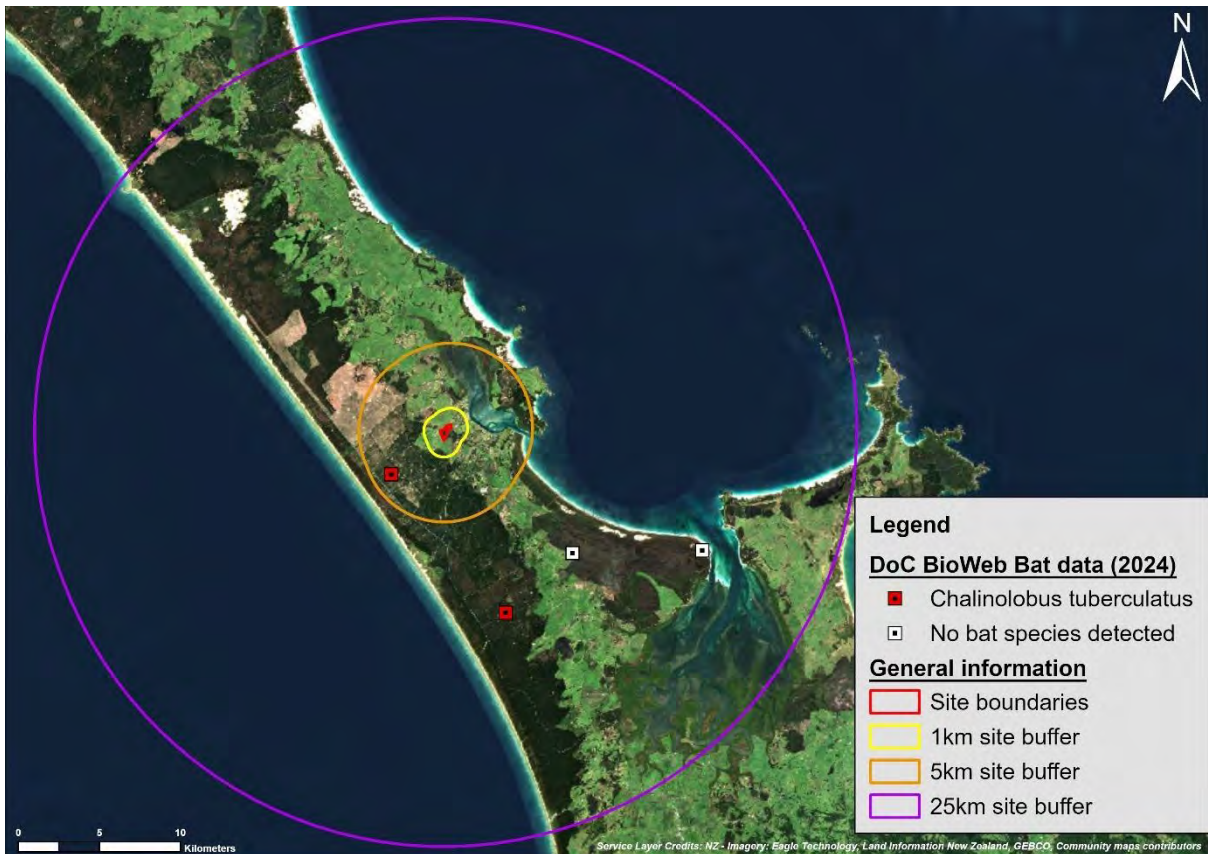 N
Legend
DoC BioWeb Bat data (2024)
Chalinolobus tuberculatus
No bat species detected
General information
Site boundaries
1km site buffer
5km site buffer
25km site buffer
0 5 10
Kilometers
Service Layer Credits: NZ - Imagery: Eagle Technology, Land Information New Zealand, GEBCO, Community maps contributors